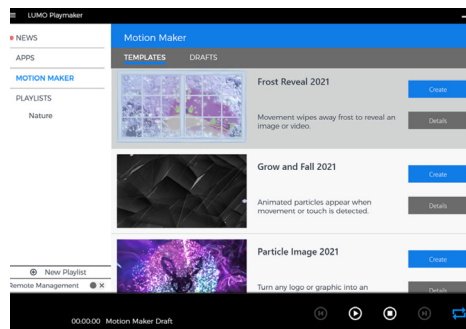 LUMO Playmaker
NEWS
APPS
MOTION MAKER
PLAYLISTS
Nature
New Playlist
Remote Management
Motion Maker
TEMPLATES DRAFTS
Frost Reveal 2021
Movement wipes away frost to reveal an
image or video.
Create
Details
Grow and Fall 2021
Animated particles appear when
movement or touch is detected.
Create
Details
Particle Image 2021
Turn any logo or graphic into an
Create
Details
00:00:00 Motion Maker Draft